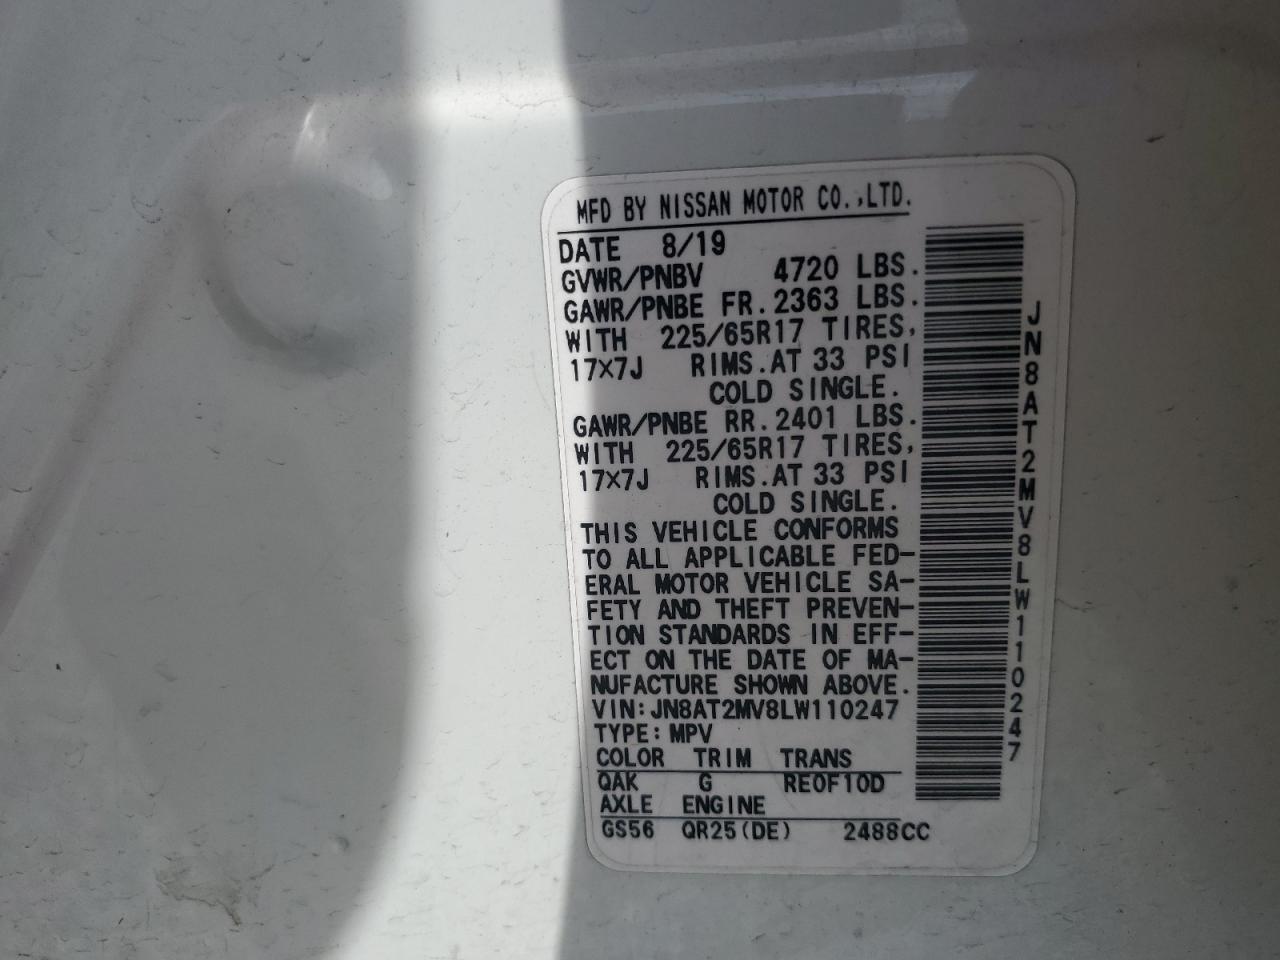 MFD BY NISSAN MOTOR CO.,LTD.
DATE 8/19
GVWR/PNBV 4720 LBS.
GAWR/PNBE FR. 2363 LBS.
WITH 225/65R17 TIRES,
17×7J RIMS.AT 33 PSI
COLD SINGLE.
GAWR/PNBE RR. 2401 LBS.
WITH 225/65R17 TIRES,
17×7J RIMS.AT 33 PSI
COLD SINGLE.
THIS VEHICLE CONFORMS
TO ALL APPLICABLE FED-
ERAL MOTOR VEHICLE SA-
FETY AND THEFT PREVEN-
TION STANDARDS IN EFF-
ECT ON THE DATE OF MA-
NUFACTURE SHOWN ABOVE.
VIN:JN8AT2MV8LW110247
TYPE:MPV
COLOR TRIM TRANS
QAK G RE0F10D
AXLE ENGINE
GS56 QR25(DE) 2488CC
JN8AT2MV8LW110247